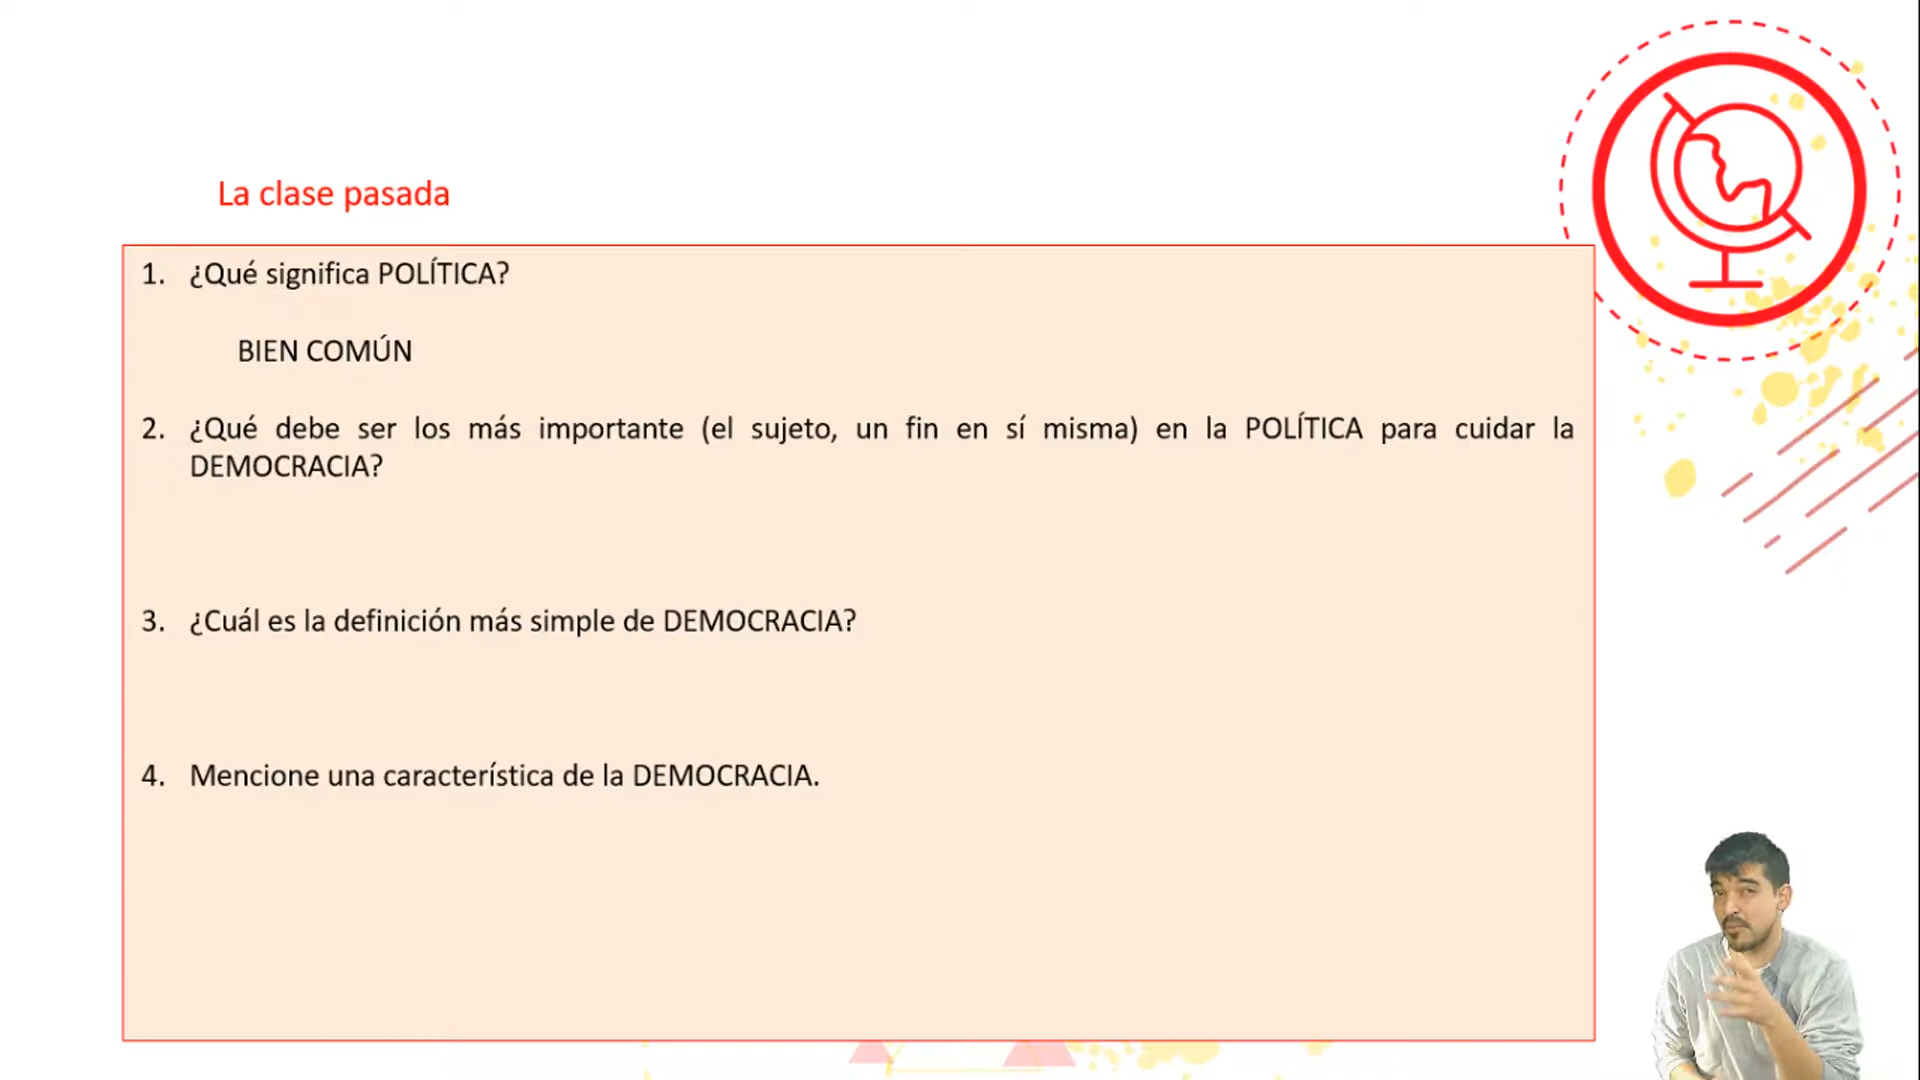 La clase pasada
1. ¿Qué significa POLÍTICA?
BIEN COMÚN
2. ¿Qué debe ser los más importante (el sujeto, un fin en sí misma) en la POLÍTICA para cuidar la
DEMOCRACIA?
3. ¿Cuál es la definición más simple de DEMOCRACIA?
4. Mencione una característica de la DEMOCRACIA.